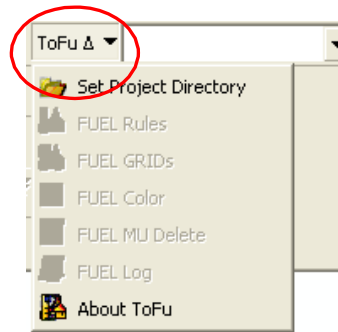 ToFu Δ
Set Project Directory
FUEL Rules
FUEL GRIDs
FUEL Color
FUEL MU Delete
FUEL Log
About ToFu